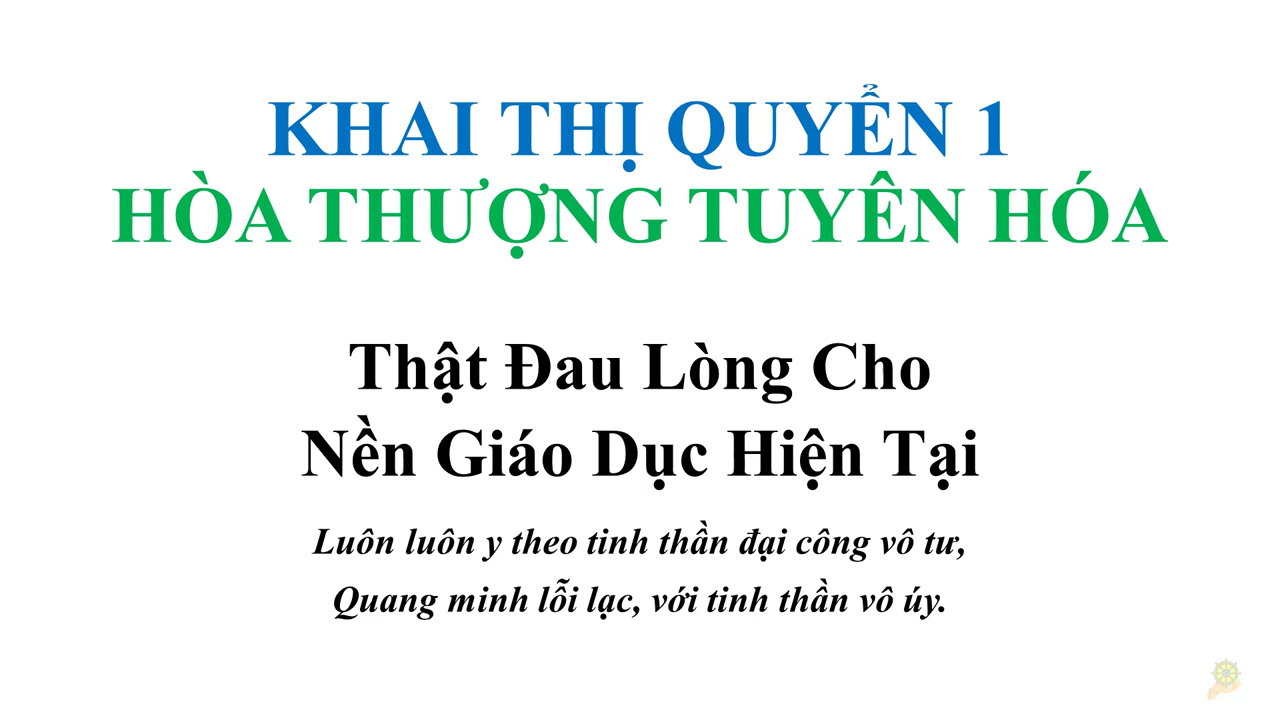 KHAI THỊ QUYỂN 1
HÒA THƯỢNG TUYÊN HÓA
Thật Đau Lòng Cho
Nền Giáo Dục Hiện Tại
Luôn luôn y theo tinh thần đại công vô tư,
Quang minh lỗi lạc, với tinh thần vô úy.